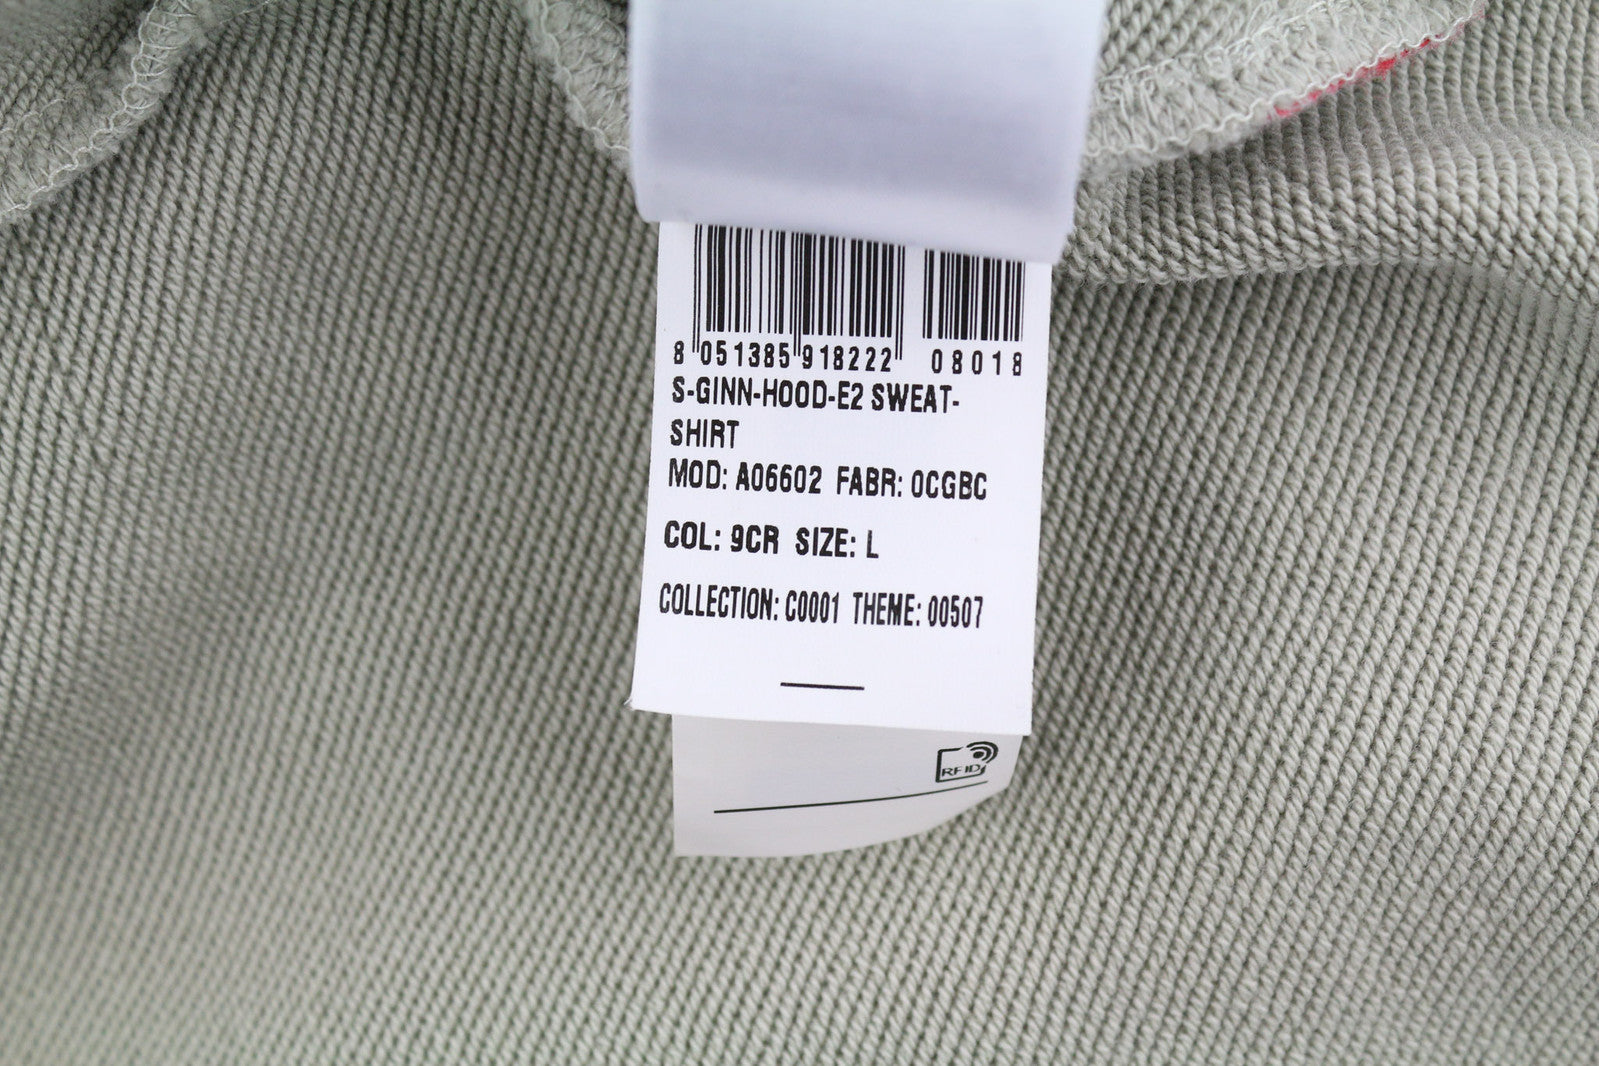 8 051385 918222 08018
S-GINN-HOOD-E2 SWEAT-
SHIRT
MOD: A06602 FABR: 0CGBC
COL: 9CR SIZE: L
COLLECTION: C0001 THEME: 00507
RFID